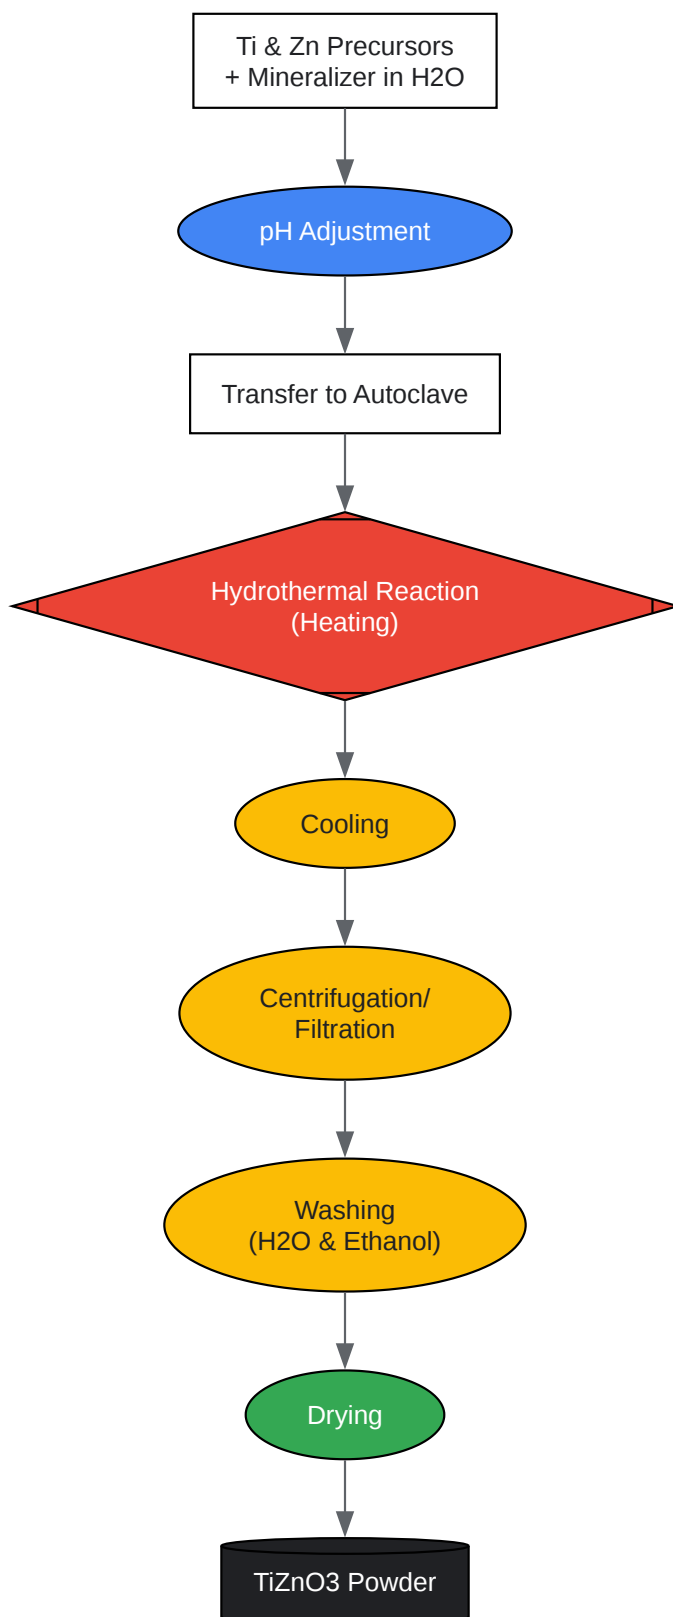 Ti & Zn Precursors
+ Mineralizer in H2O
pH Adjustment
Transfer to Autoclave
Hydrothermal Reaction
(Heating)
Cooling
Centrifugation/
Filtration
Washing
(H2O & Ethanol)
Drying
TiZnO3 Powder